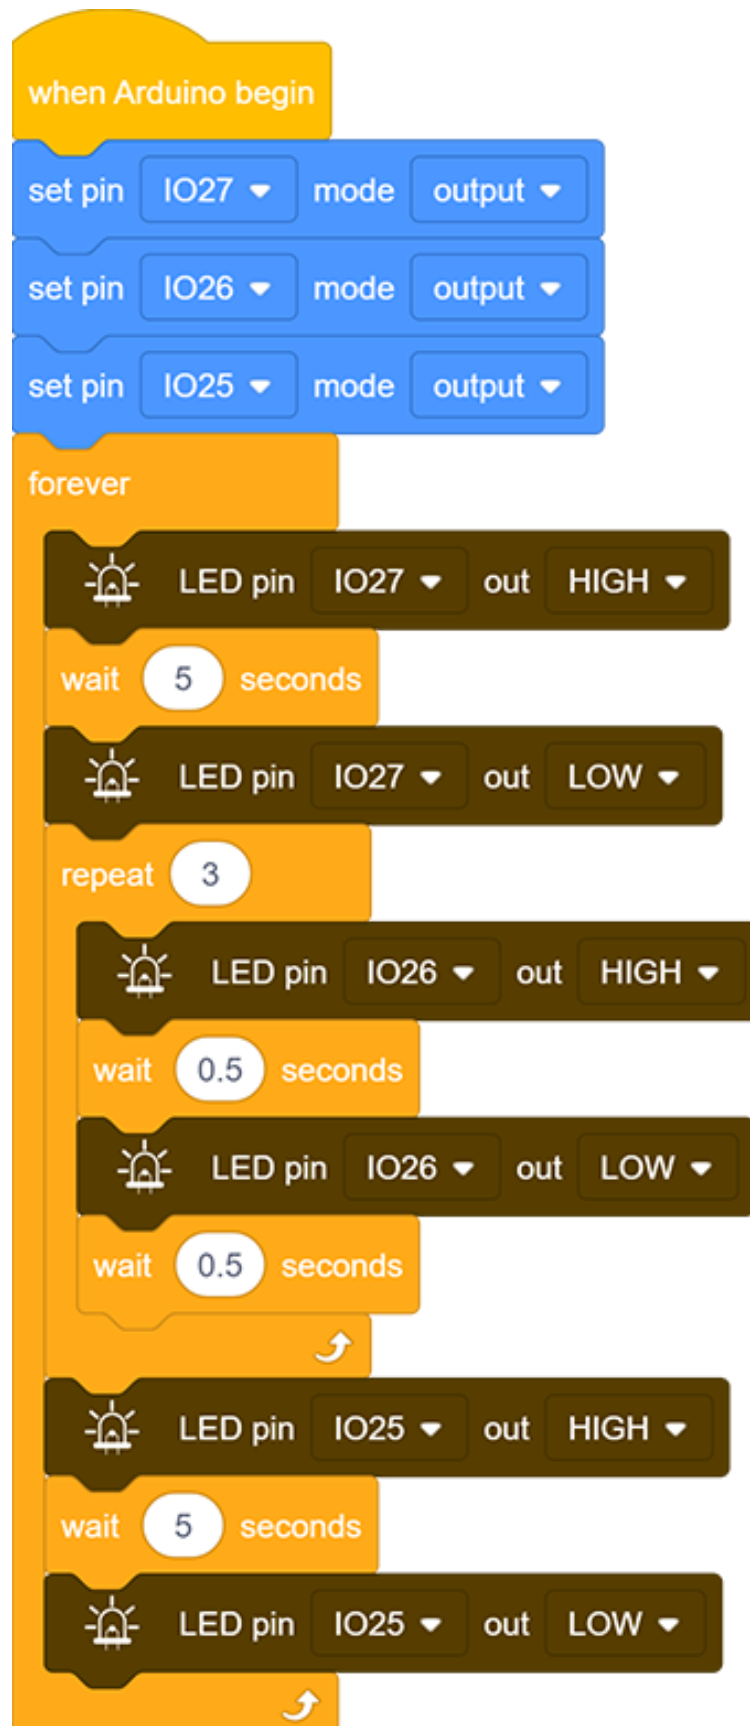 when Arduino begin
set pin IO27 mode output
set pin IO26 mode output
set pin IO25 mode output
forever
LED pin IO27 out HIGH
wait 5 seconds
LED pin IO27 out LOW
repeat 3
LED pin IO26 out HIGH
wait 0.5 seconds
LED pin IO26 out LOW
wait 0.5 seconds
LED pin IO25 out HIGH
wait 5 seconds
LED pin IO25 out LOW